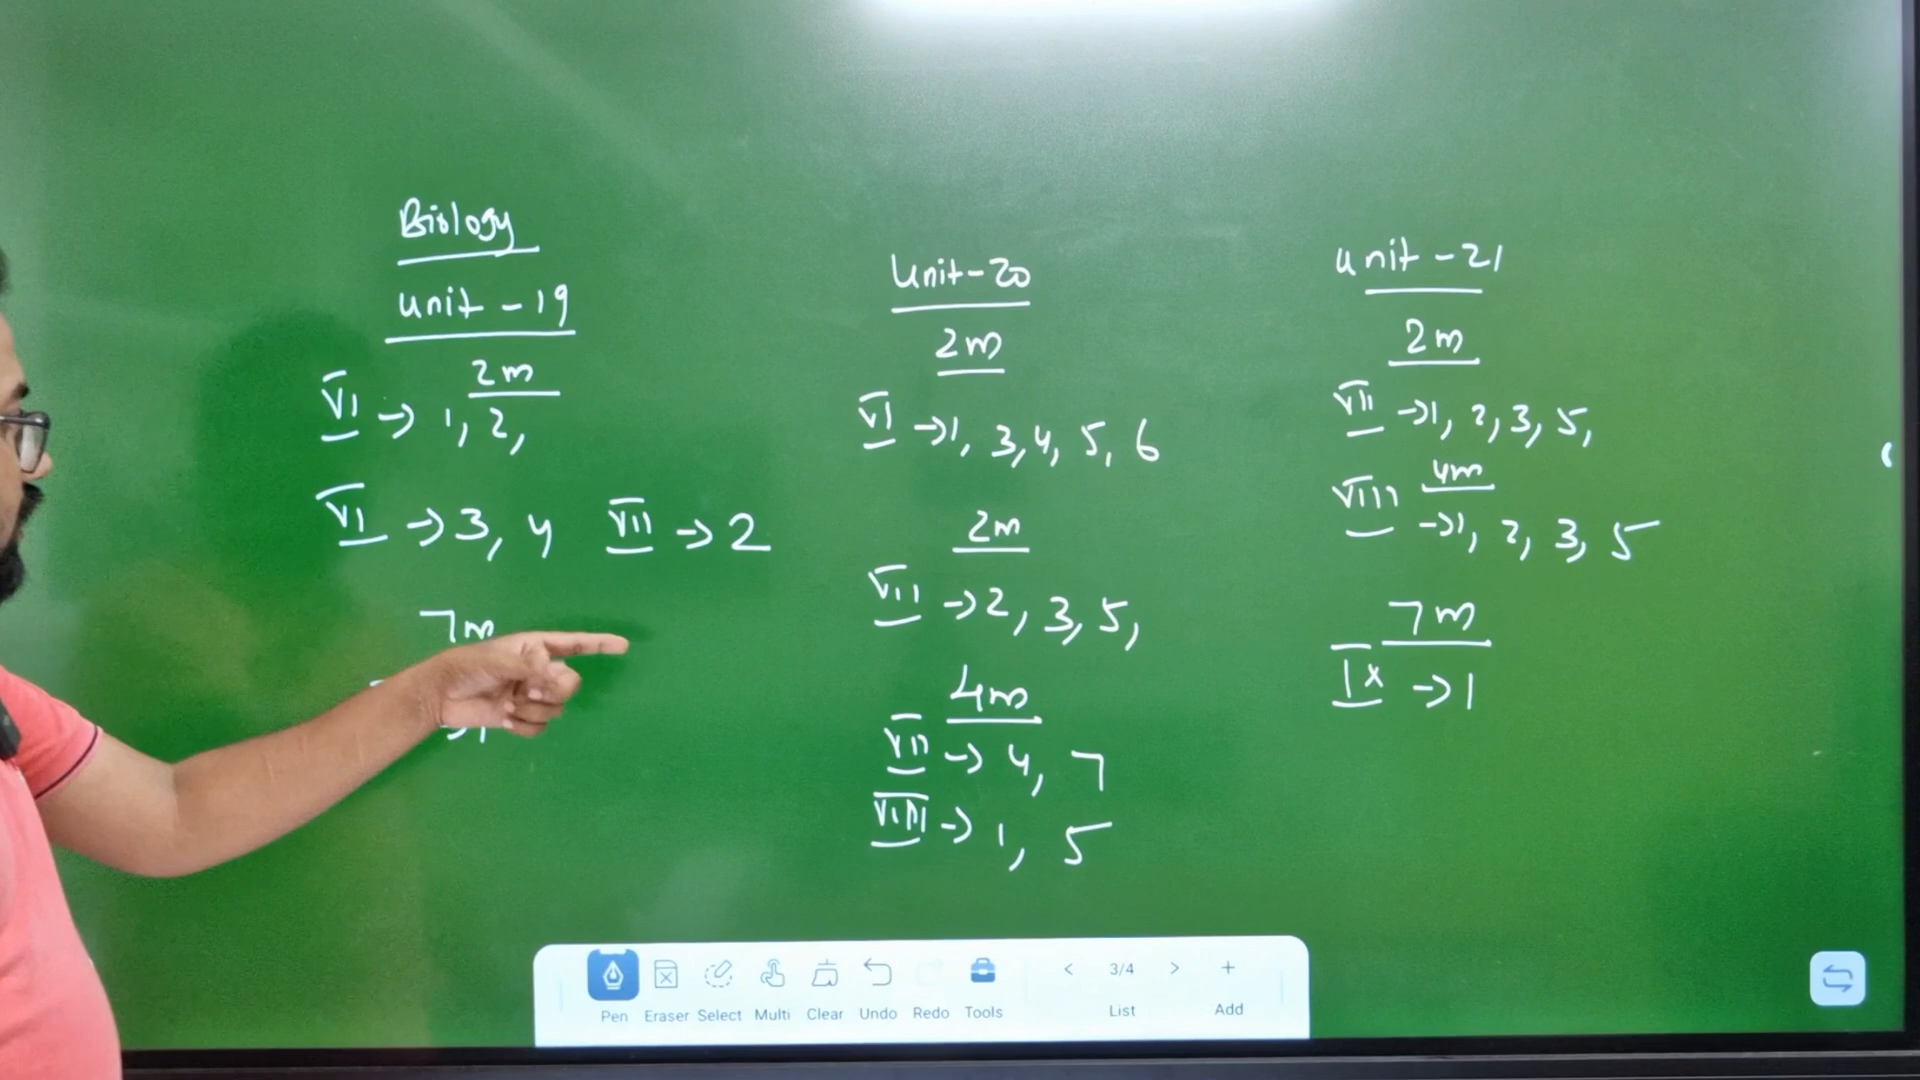 Biology
Unit - 19
2m
VI → 1, 2,
VI → 3, 4 VII → 2
7m
→ 1
Unit - 20
2m
VI → 1, 3, 4, 5, 6
2m
VII → 2, 3, 5,
4m
VII → 4, 7
VIII → 1, 5
Unit - 21
2m
VII → 1, 2, 3, 5,
4m
VIII → 1, 2, 3, 5
7m
IX → 1
Pen Eraser Select Multi Clear Undo Redo Tools
< 3/4 > +
List Add